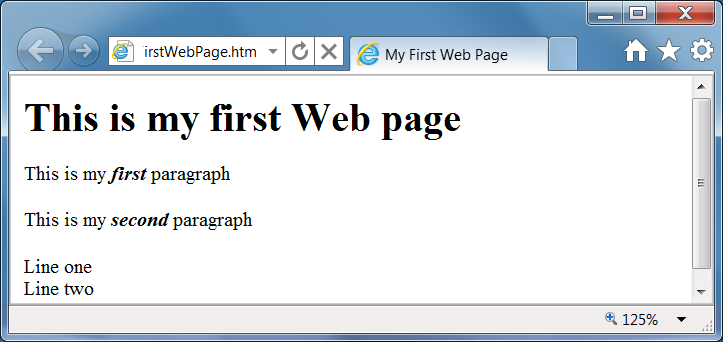 irstWebPage.htm
My First Web Page
This is my first Web page
This is my first paragraph
This is my second paragraph
Line one
Line two
125%